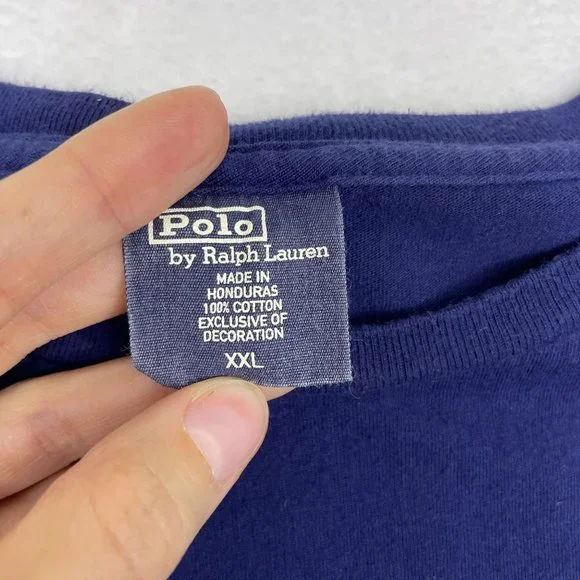 Polo
by Ralph Lauren
MADE IN
HONDURAS
100% COTTON
EXCLUSIVE OF
DECORATION
XXL